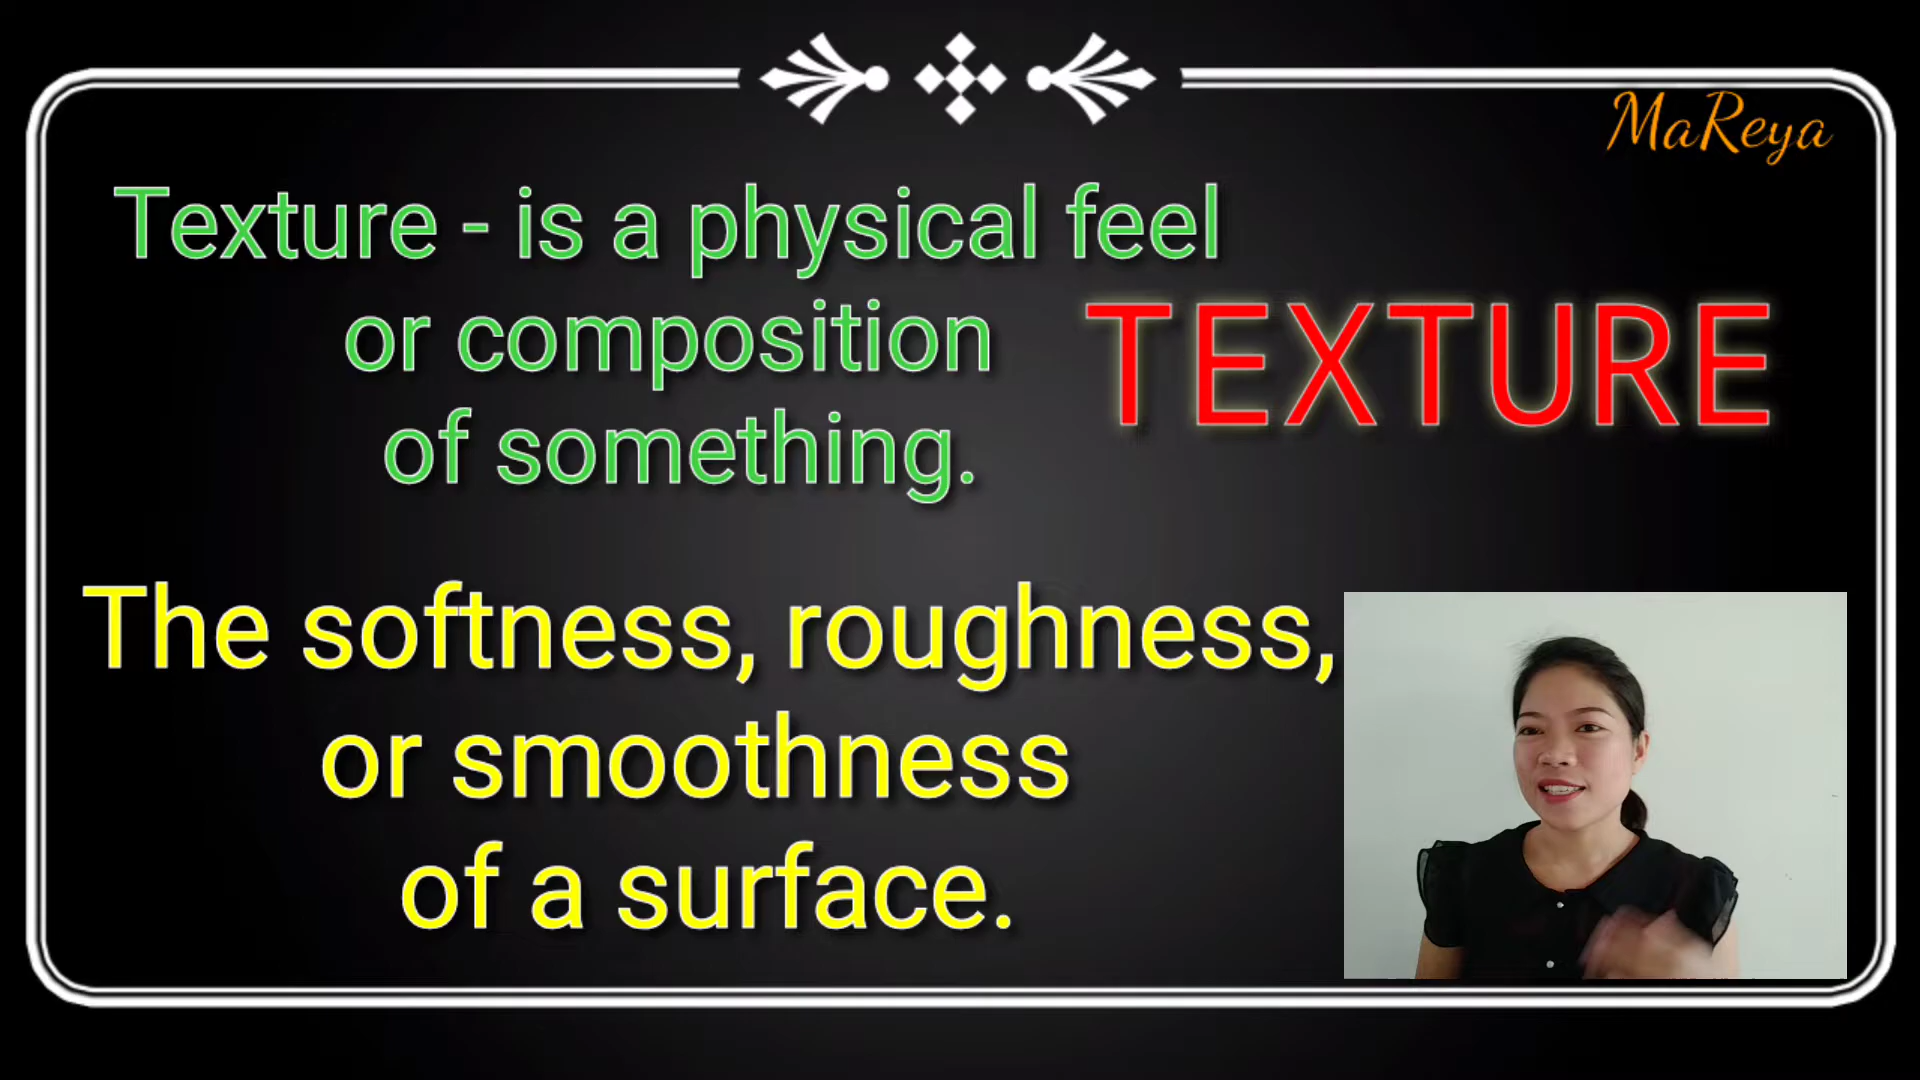 MaReya
Texture - is a physical feel
or composition
of something.
TEXTURE
The softness, roughness,
or smoothness
of a surface.